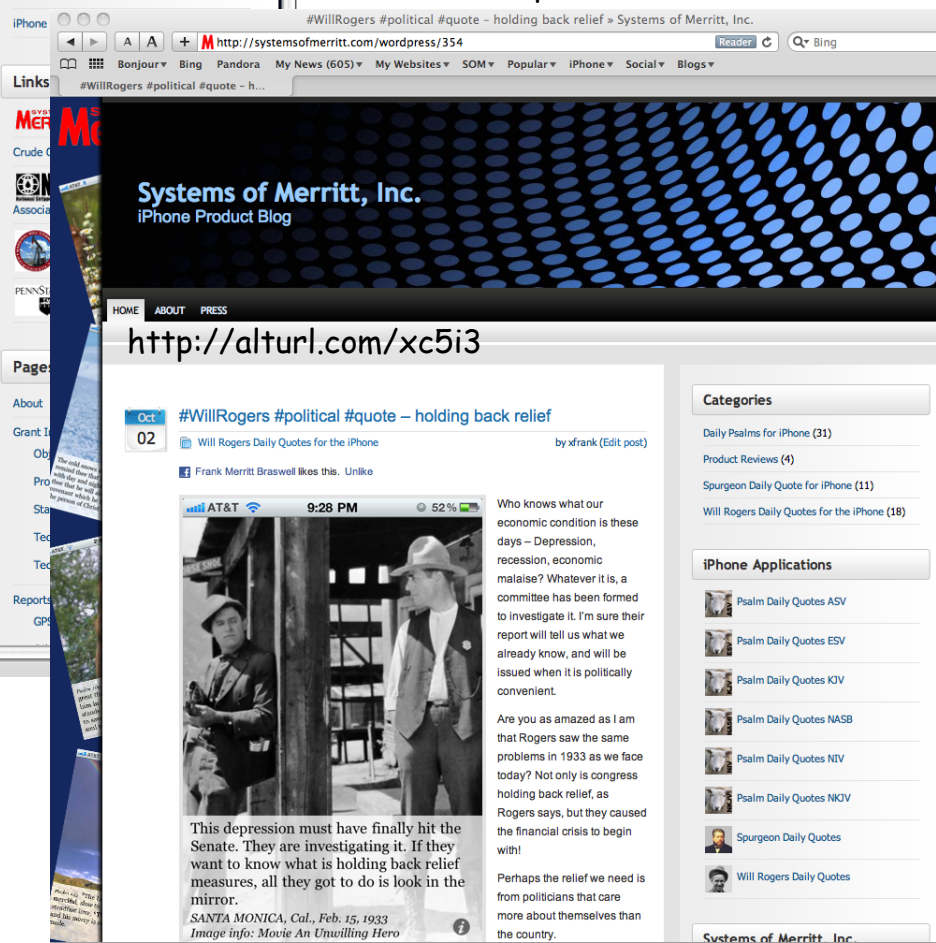 #WillRogers #political #quote – holding back relief » Systems of Merritt, Inc.
A A + M http://systemsofmerritt.com/wordpress/354 Reader Bing
Bonjour Bing Pandora My News (605) My Websites SOM Popular iPhone Social Blogs
#WillRogers #political #quote – h...
iPhone
Links
Crude
Associa
PENNST
Pages
About
Grant I
Obj
Pro
Sta
Tec
Tec
Reports
GPS
Systems of Merritt, Inc.
iPhone Product Blog
HOME ABOUT PRESS
http://alturl.com/xc5i3
Oct
02
#WillRogers #political #quote – holding back relief
Will Rogers Daily Quotes for the iPhone by xfrank (Edit post)
Frank Merritt Braswell likes this. Unlike
AT&T 9:28 PM 52%
This depression must have finally hit the
Senate. They are investigating it. If they
want to know what is holding back relief
measures, all they got to do is look in the
mirror.
SANTA MONICA, Cal., Feb. 15, 1933
Image info: Movie An Unwilling Hero
Who knows what our
economic condition is these
days – Depression,
recession, economic
malaise? Whatever it is, a
committee has been formed
to investigate it. I'm sure their
report will tell us what we
already know, and will be
issued when it is politically
convenient.
Are you as amazed as I am
that Rogers saw the same
problems in 1933 as we face
today? Not only is congress
holding back relief, as
Rogers says, but they caused
the financial crisis to begin
with!
Perhaps the relief we need is
from politicians that care
more about themselves than
the country.
Categories
Daily Psalms for iPhone (31)
Product Reviews (4)
Spurgeon Daily Quote for iPhone (11)
Will Rogers Daily Quotes for the iPhone (18)
iPhone Applications
Psalm Daily Quotes ASV
Psalm Daily Quotes ESV
Psalm Daily Quotes KJV
Psalm Daily Quotes NASB
Psalm Daily Quotes NIV
Psalm Daily Quotes NKJV
Spurgeon Daily Quotes
Will Rogers Daily Quotes
Systems of Merritt, Inc.